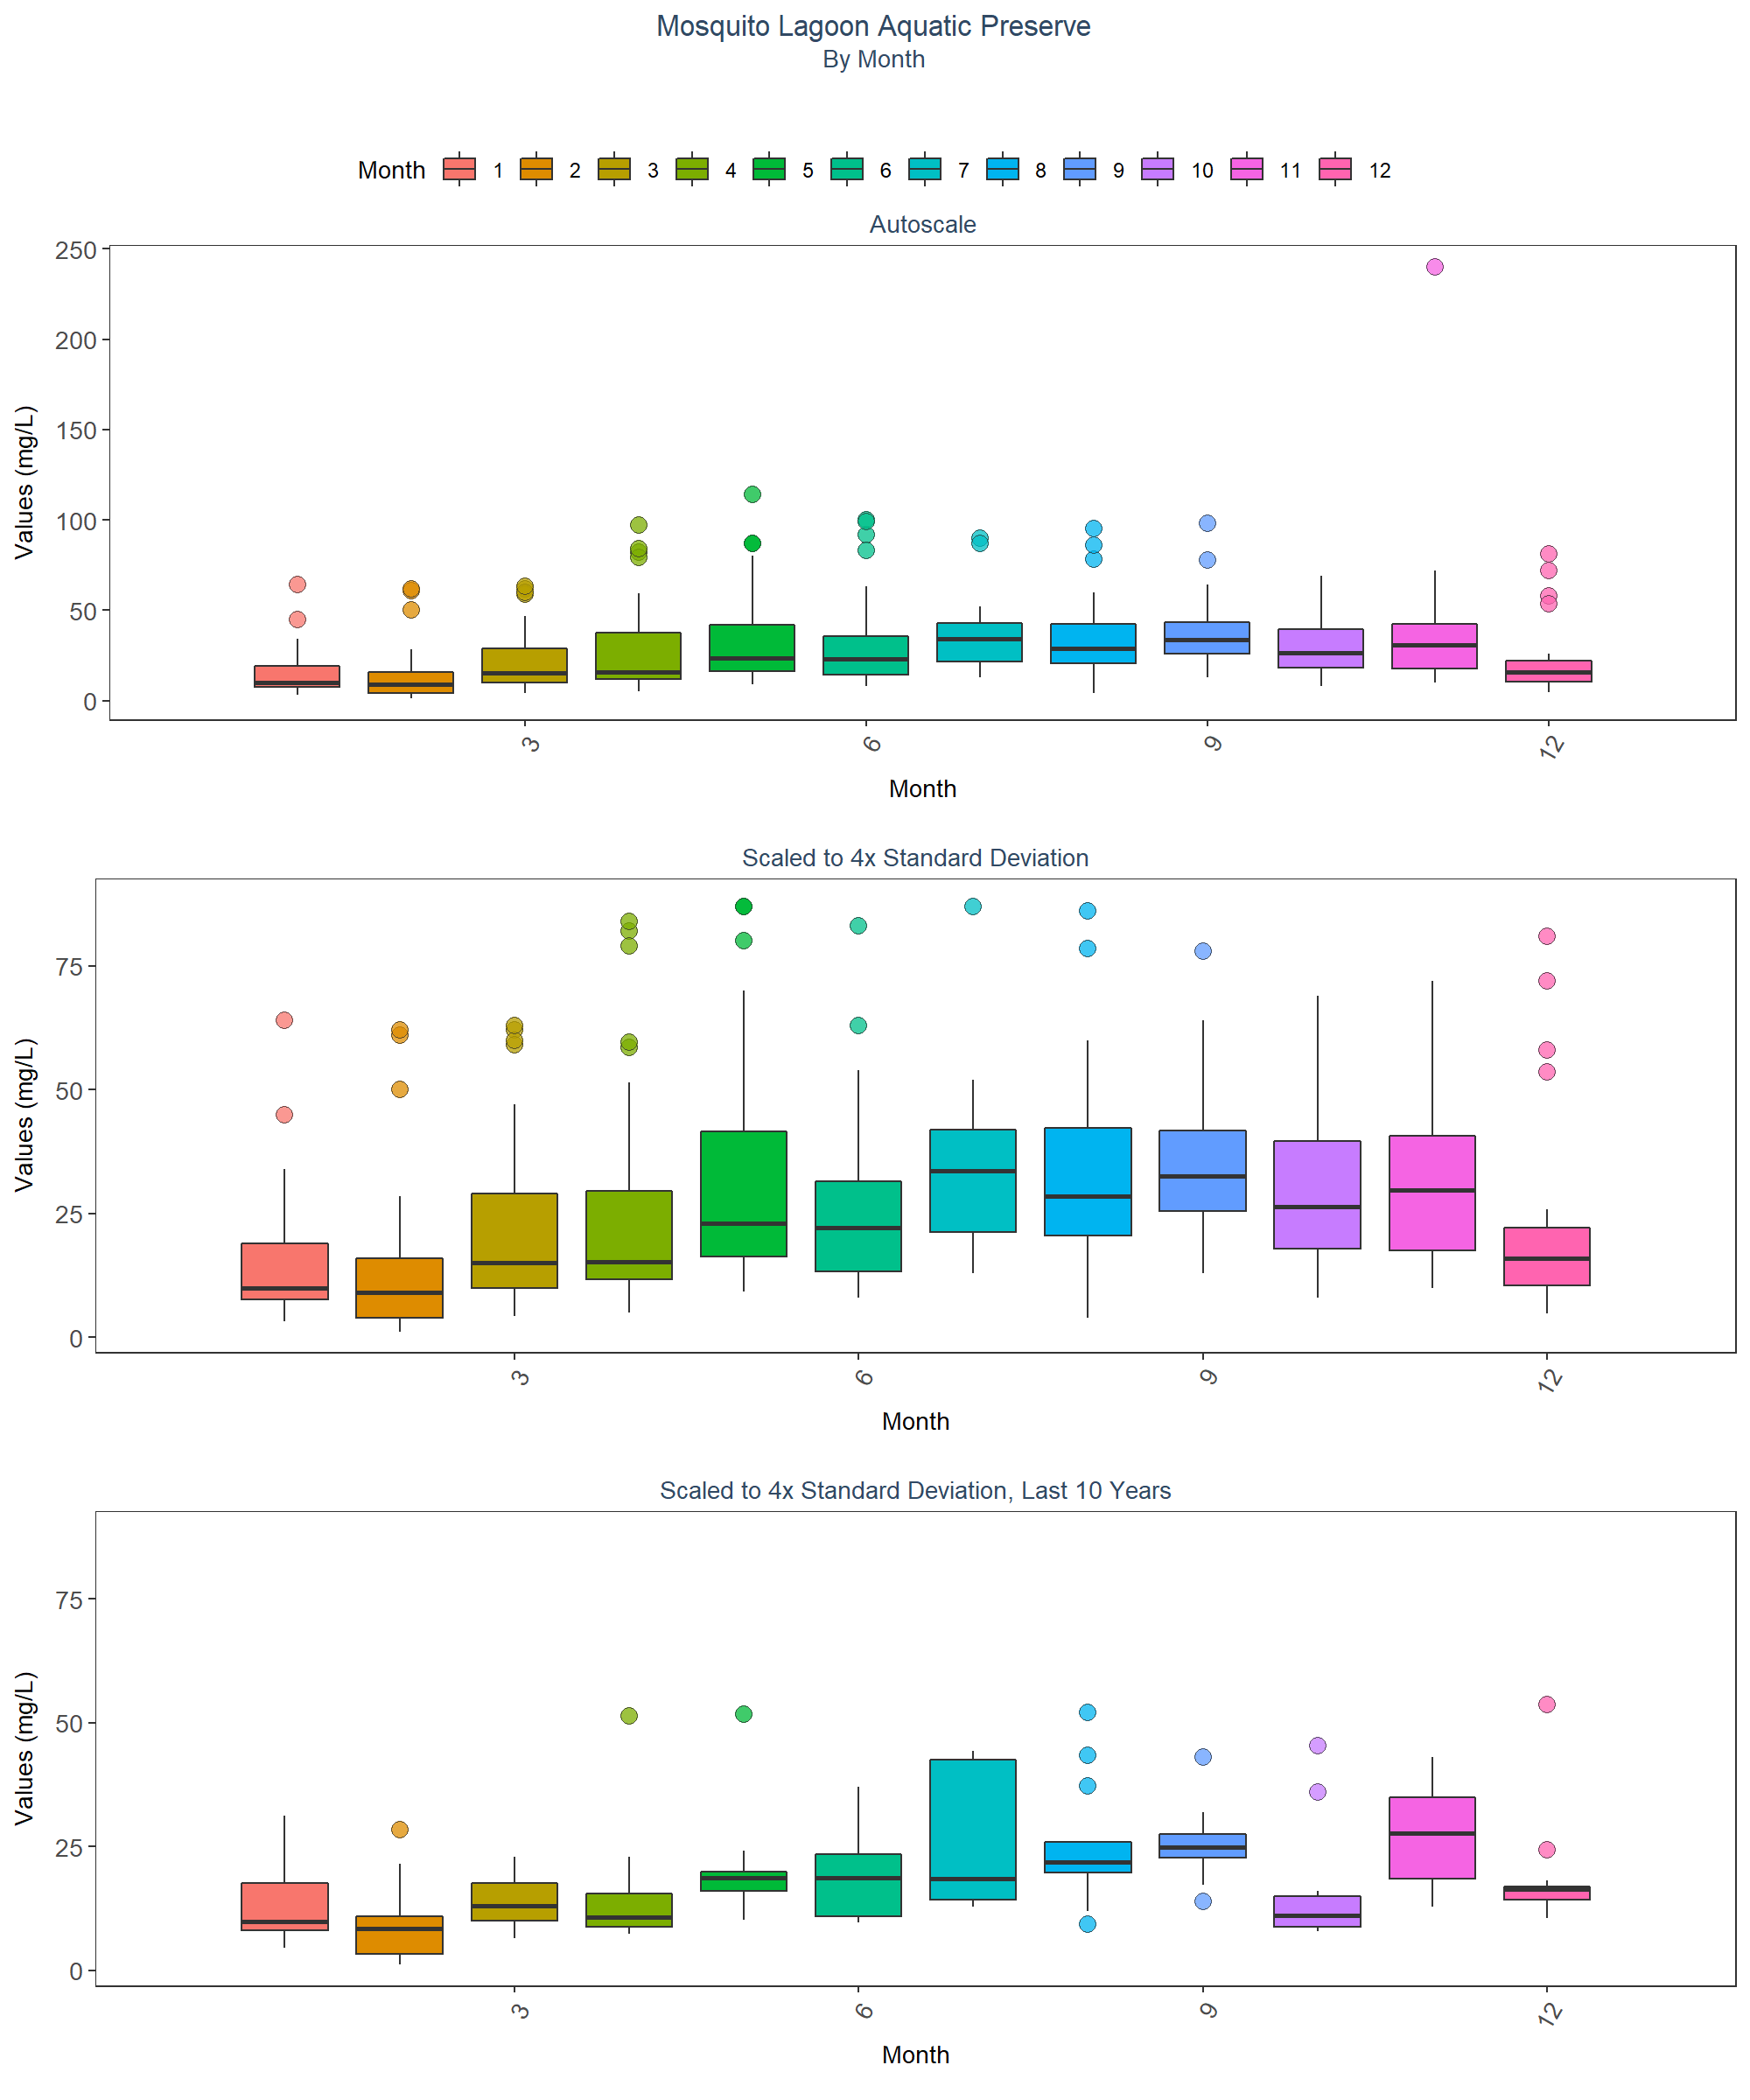 Mosquito Lagoon Aquatic Preserve
By Month
Month 1 2 3 4 5 6 7 8 9 10 11 12
Autoscale
250
200
150
100
50
0
Values (mg/L)
3 6 9 12
Month
Scaled to 4x Standard Deviation
75
50
25
0
Values (mg/L)
3 6 9 12
Month
Scaled to 4x Standard Deviation, Last 10 Years
75
50
25
0
Values (mg/L)
3 6 9 12
Month